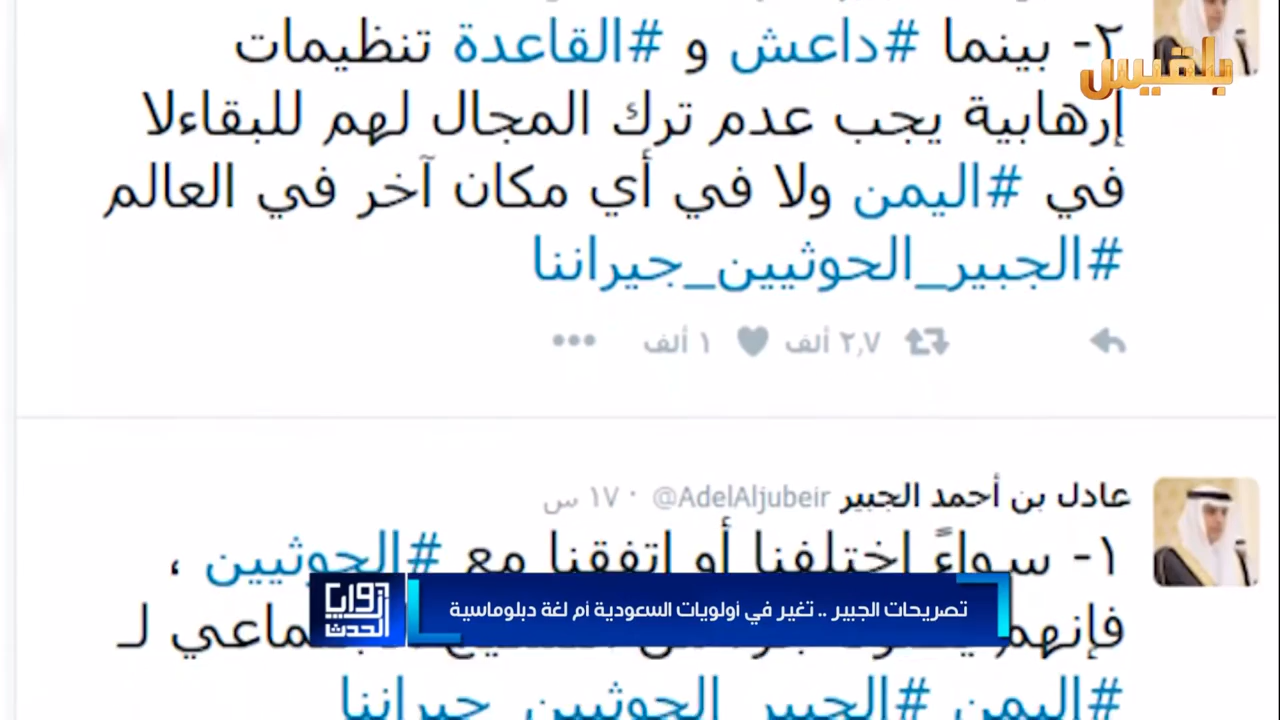 ٢- بينما #داعش و #القاعدة تنظيمات
إرهابية يجب عدم ترك المجال لهم للبقاءلا
في #اليمن ولا في أي مكان آخر في العالم
#الجبير_الحوثيين_جيراننا
٢,٧ ألف ١ ألف
بلقيس
عادل بن أحمد الجبير @AdelAljubeir · ١٧ س
١- سواءً اختلفنا أو اتفقنا مع #الحوثيين ،
تصريحات الجبير .. تغير في أولويات السعودية أم لغة دبلوماسية
زوايا الحدث
لـ
#اليمن #الجبير_الحوثيين_جيراننا